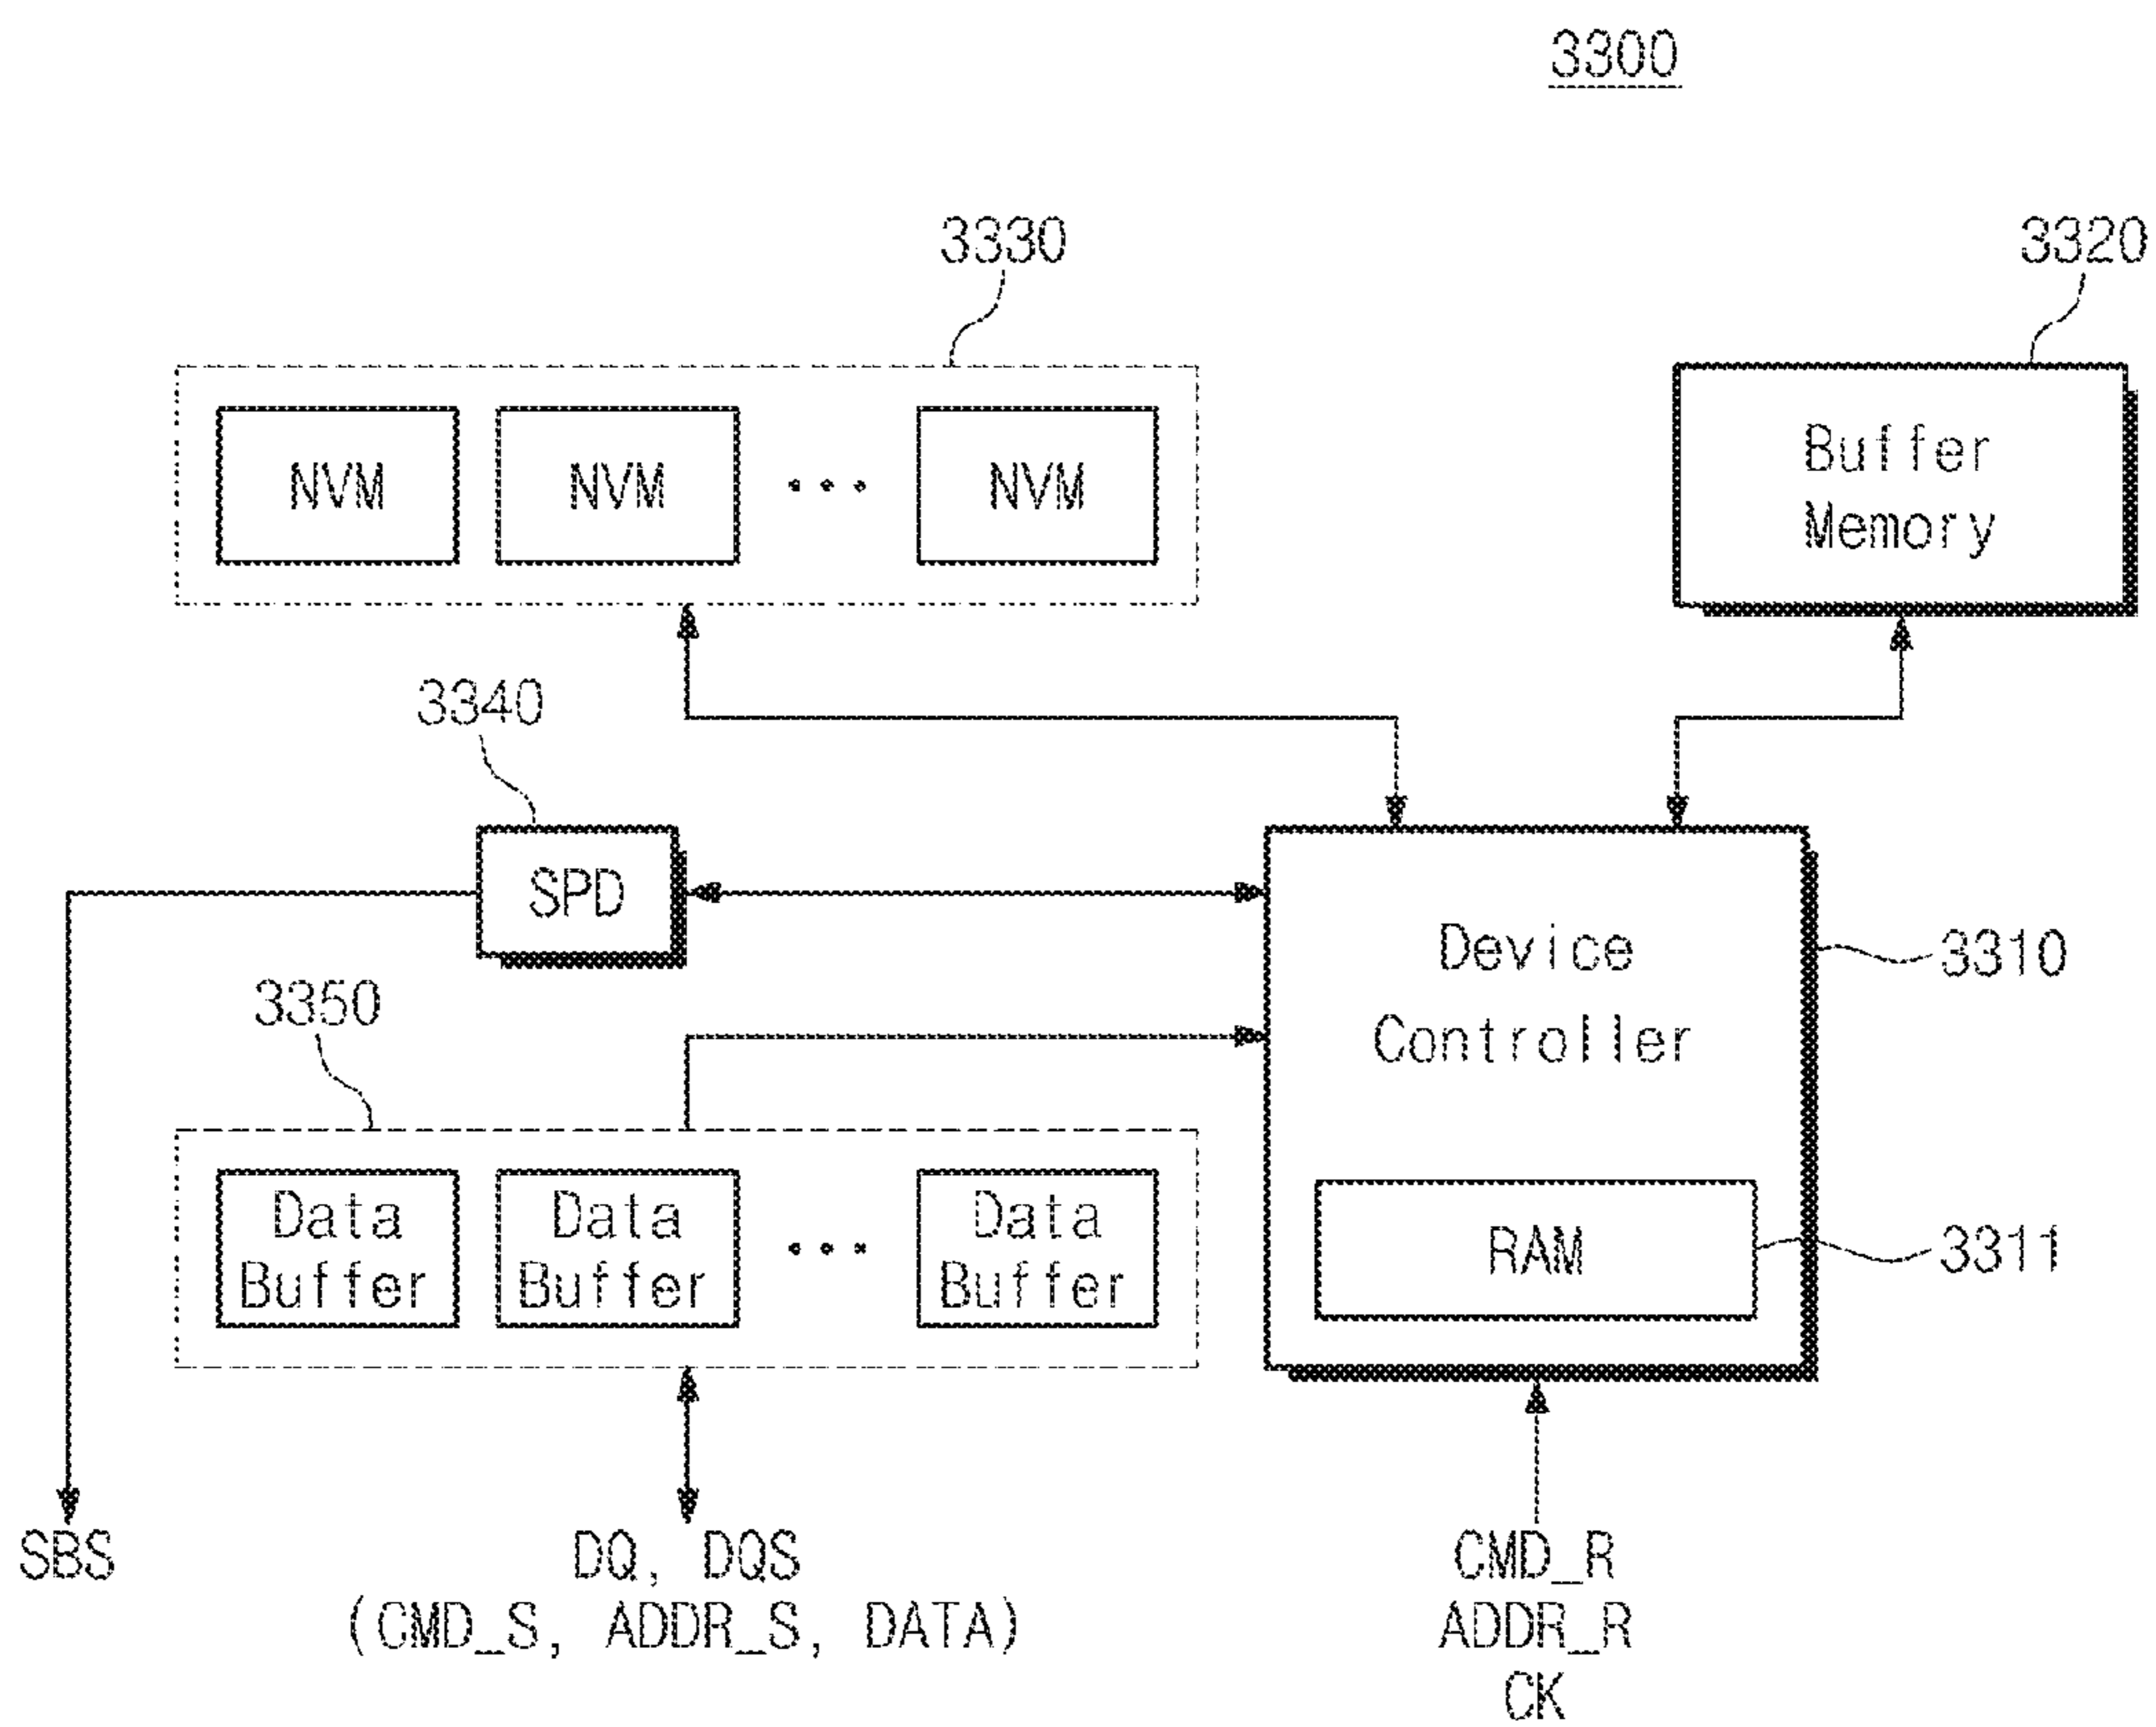 3300
3330
3320
NVM
NVM
• • •
NVM
Buffer
Memory
3340
SPD
Device
Controller
3310
3350
Data
Buffer
Data
Buffer
• • •
Data
Buffer
RAM
3311
SBS
DQ, DQS
(CMD_S, ADDR_S, DATA)
CMD_R
ADDR_R
CK